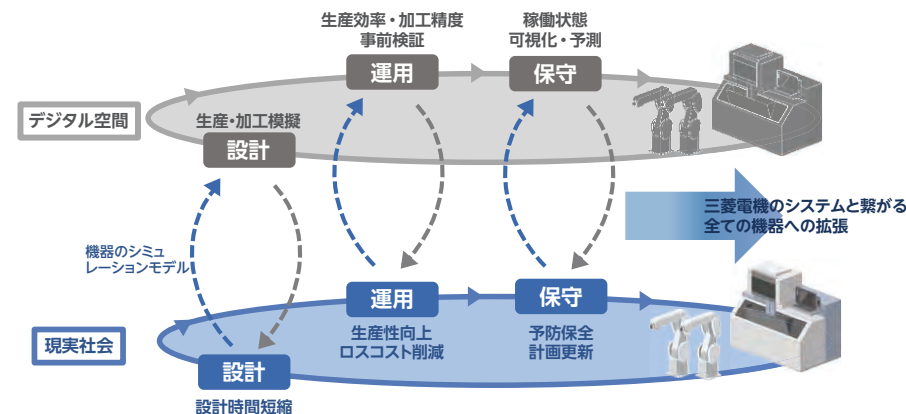 生産効率・加工精度
事前検証
稼働状態
可視化・予測
運用
保守
デジタル空間
生産・加工模擬
設計
三菱電機のシステムと繋がる
全ての機器への拡張
機器のシミュ
レーションモデル
運用
保守
生産性向上
ロスコスト削減
予防保全
計画更新
現実社会
設計
設計時間短縮